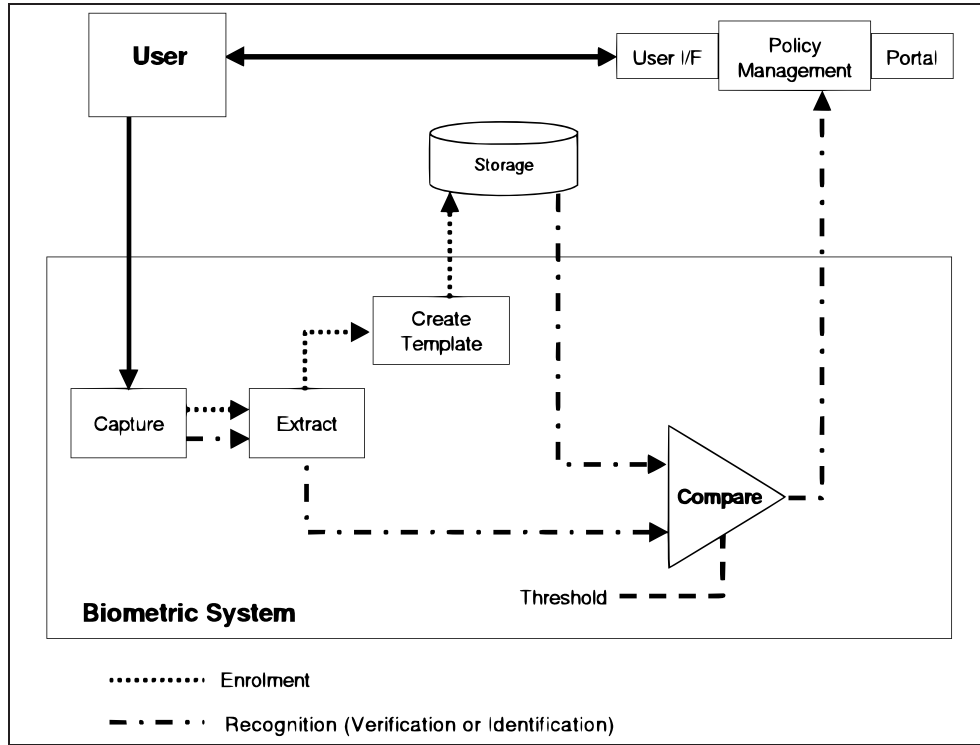 User
User I/F
Policy
Management
Portal
Storage
Create
Template
Capture
Extract
Compare
Threshold
Biometric System
Enrolment
Recognition (Verification or Identification)